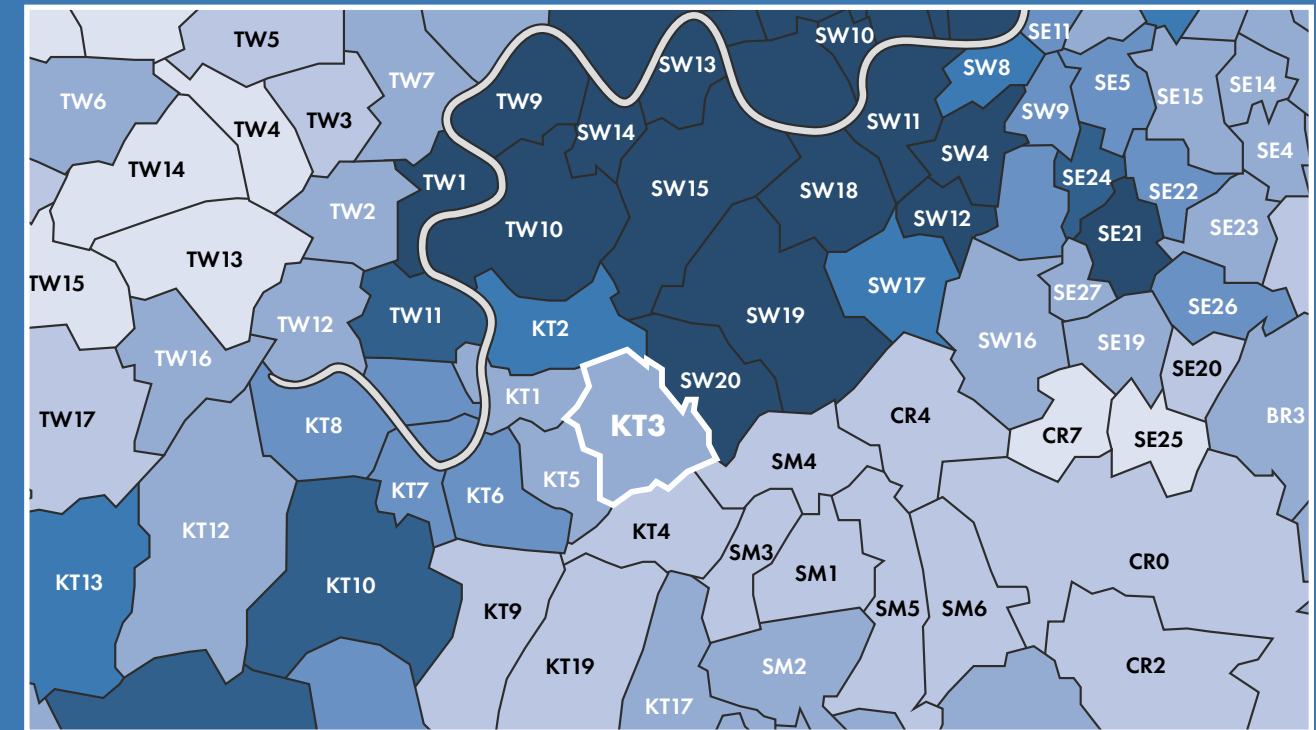 SW10
SE11
TW5
SW13
SW8
TW7
SE5
SE14
TW6
TW9
SE15
SW9
TW3
SW11
TW4
SW14
SW4
SE4
TW14
SE24
TW1
SW15
SW18
SE22
TW2
SW12
TW10
SE21
SE23
TW13
TW15
SW17
SE27
SE26
TW11
SW19
TW12
KT2
SW16
SE19
TW16
SE20
SW20
KT1
TW17
KT8
KT3
CR4
BR3
CR7
SE25
SM4
KT5
KT7
KT6
KT12
KT4
SM3
CR0
SM1
KT13
KT10
KT9
SM5
SM6
KT19
SM2
CR2
KT17